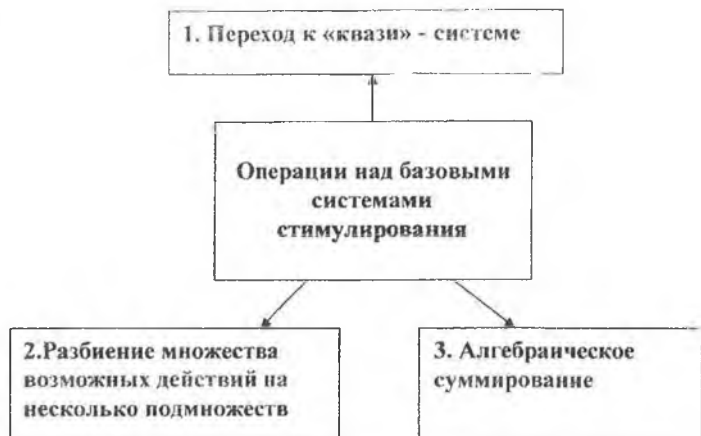 1. Переход к «квази» - системе
Операции над базовыми
системами
стимулирования
2.Разбиение множества
возможных действий на
несколько подмножеств
3. Алгебраическое
суммирование